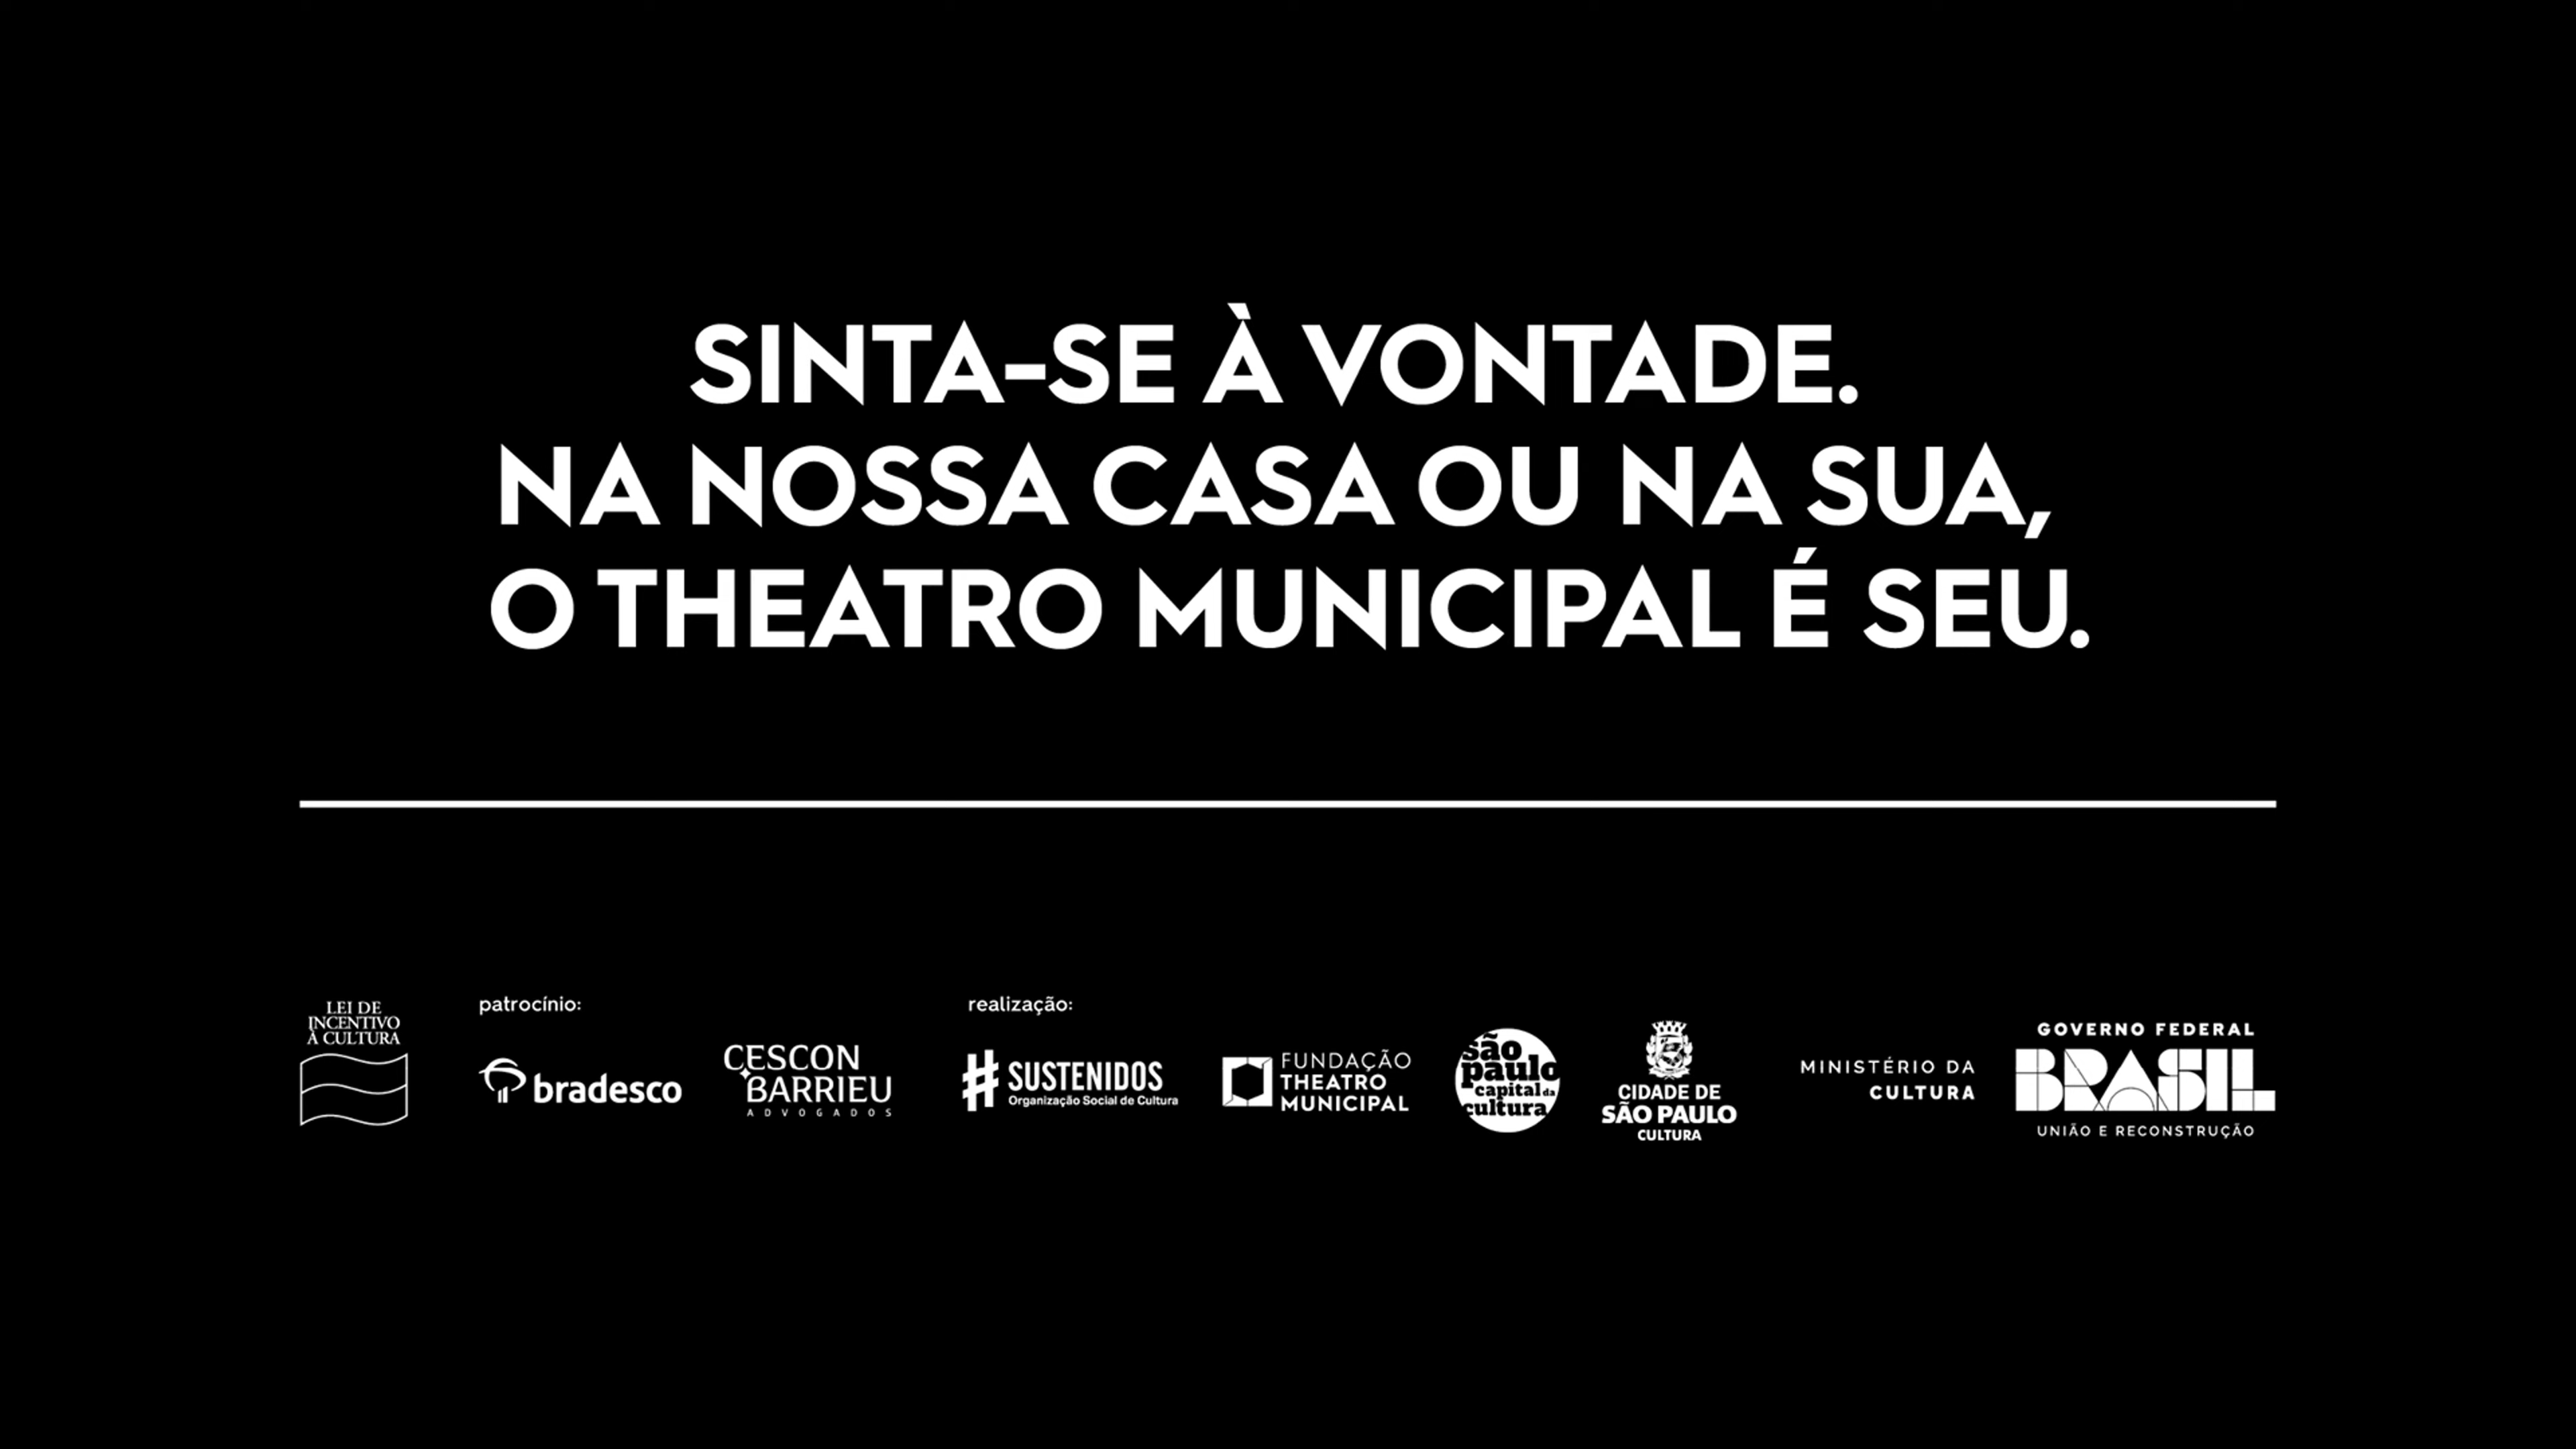 SINTA-SE À VONTADE.
NA NOSSA CASA OU NA SUA,
O THEATRO MUNICIPAL É SEU.
LEI DE
INCENTIVO
À CULTURA
patrocínio:
bradesco
CESCON
BARRIEU
ADVOGADOS
realização:
SUSTENIDOS
Organização Social de Cultura
FUNDAÇÃO
THEATRO
MUNICIPAL
são
paulo
capital da
cultura
CIDADE DE
SÃO PAULO
CULTURA
MINISTÉRIO DA
CULTURA
GOVERNO FEDERAL
BRASIL
UNIÃO E RECONSTRUÇÃO